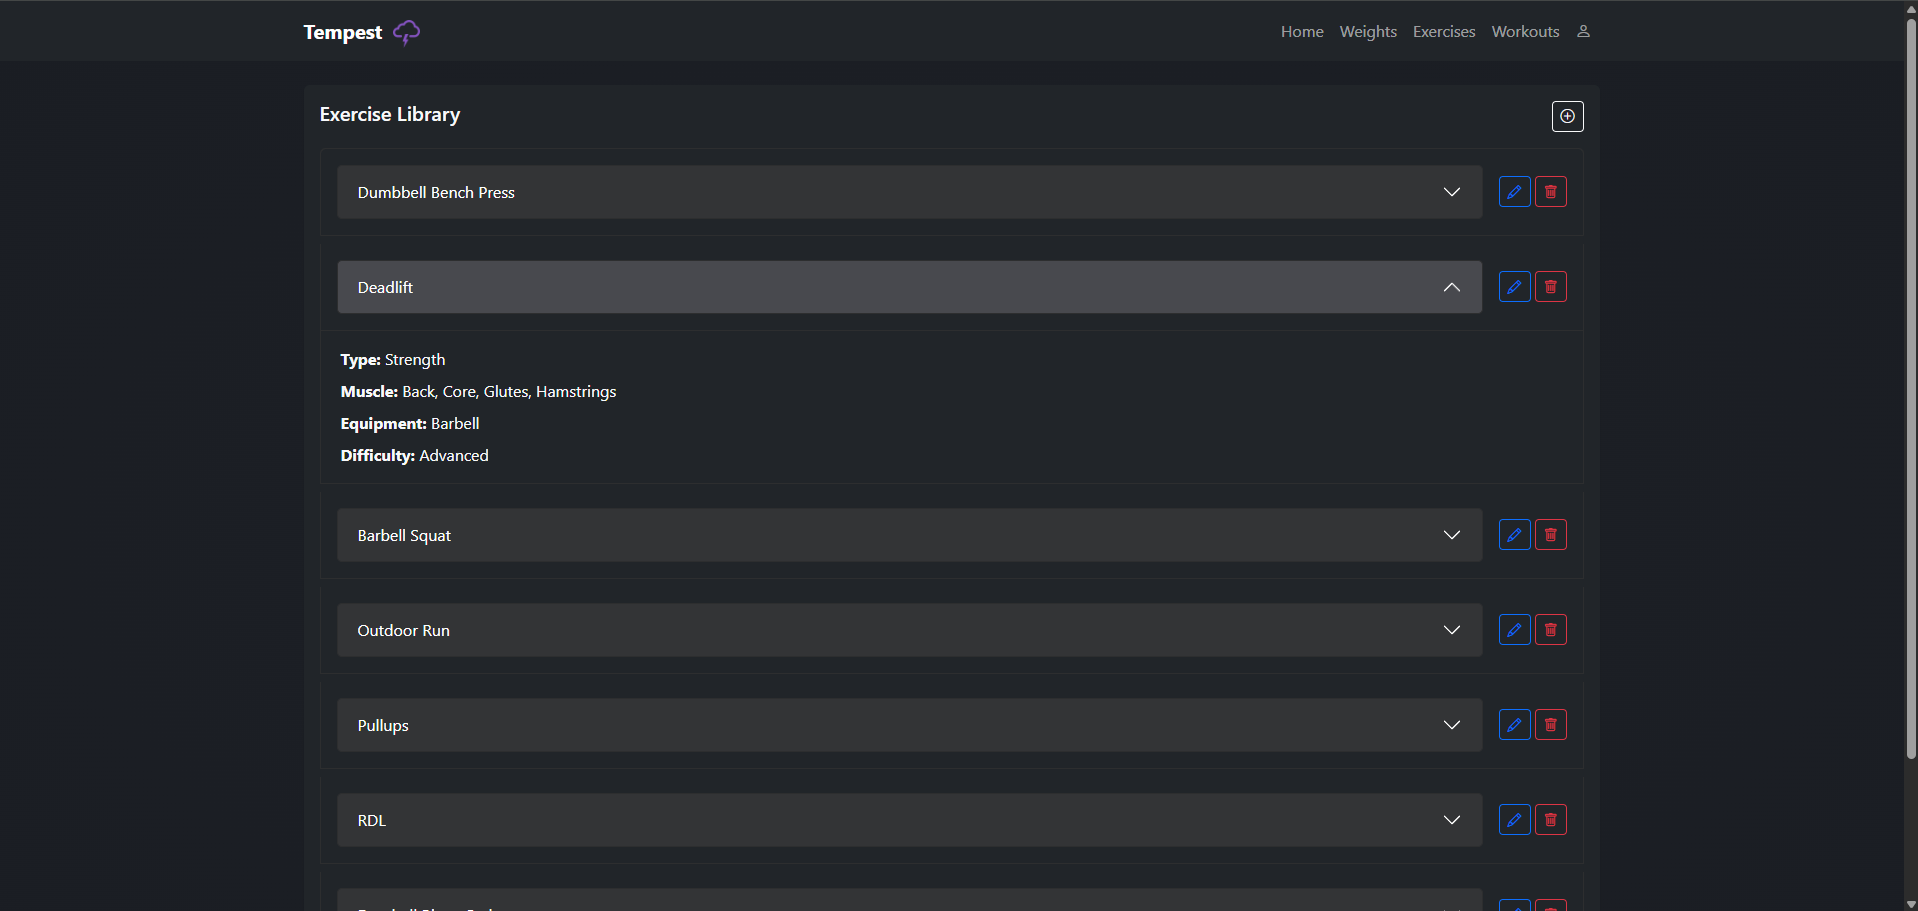 Tempest
Home Weights Exercises Workouts
Exercise Library
Dumbbell Bench Press
Deadlift
Type: Strength
Muscle: Back, Core, Glutes, Hamstrings
Equipment: Barbell
Difficulty: Advanced
Barbell Squat
Outdoor Run
Pullups
RDL